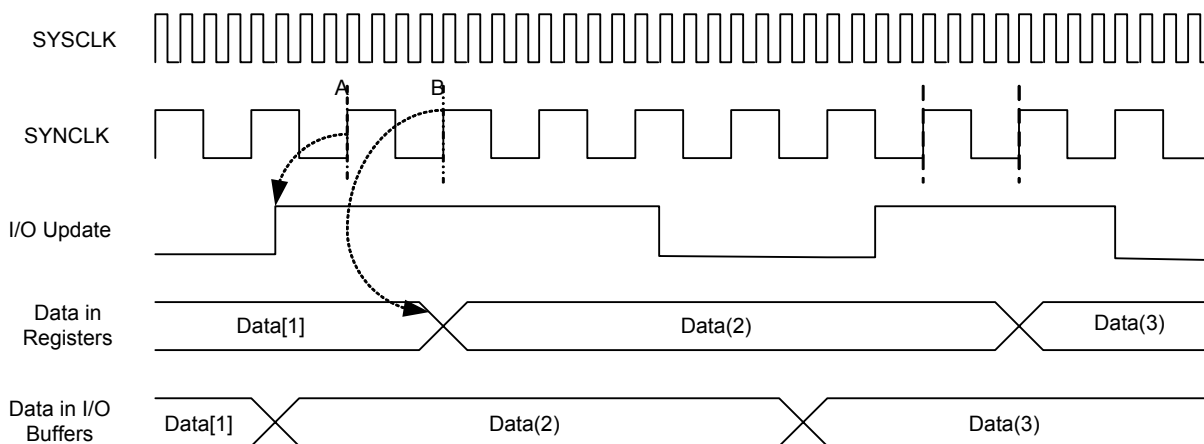 SYSCLK
A
B
SYNCLK
I/O Update
Data in
Registers
Data[1]
Data(2)
Data(3)
Data in I/O
Buffers
Data[1]
Data(2)
Data(3)